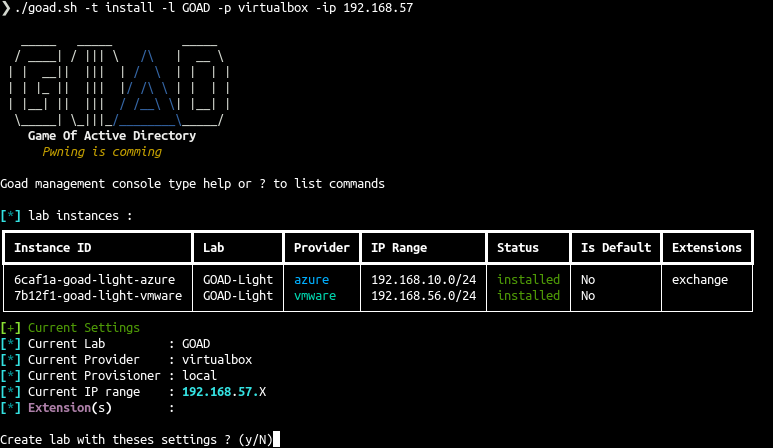 ❯ ./goad.sh -t install -l GOAD -p virtualbox -ip 192.168.57
GOAD
Game Of Active Directory
Pwning is comming
Goad management console type help or ? to list commands
[*] lab instances :
Instance ID Lab Provider IP Range Status Is Default Extensions
6caf1a-goad-light-azure GOAD-Light azure 192.168.10.0/24 installed No exchange
7b12f1-goad-light-vmware GOAD-Light vmware 192.168.56.0/24 installed No
[+] Current Settings
[*] Current Lab : GOAD
[*] Current Provider : virtualbox
[*] Current Provisioner : local
[*] Current IP range : 192.168.57.X
[*] Extension(s) :
Create lab with theses settings ? (y/N)